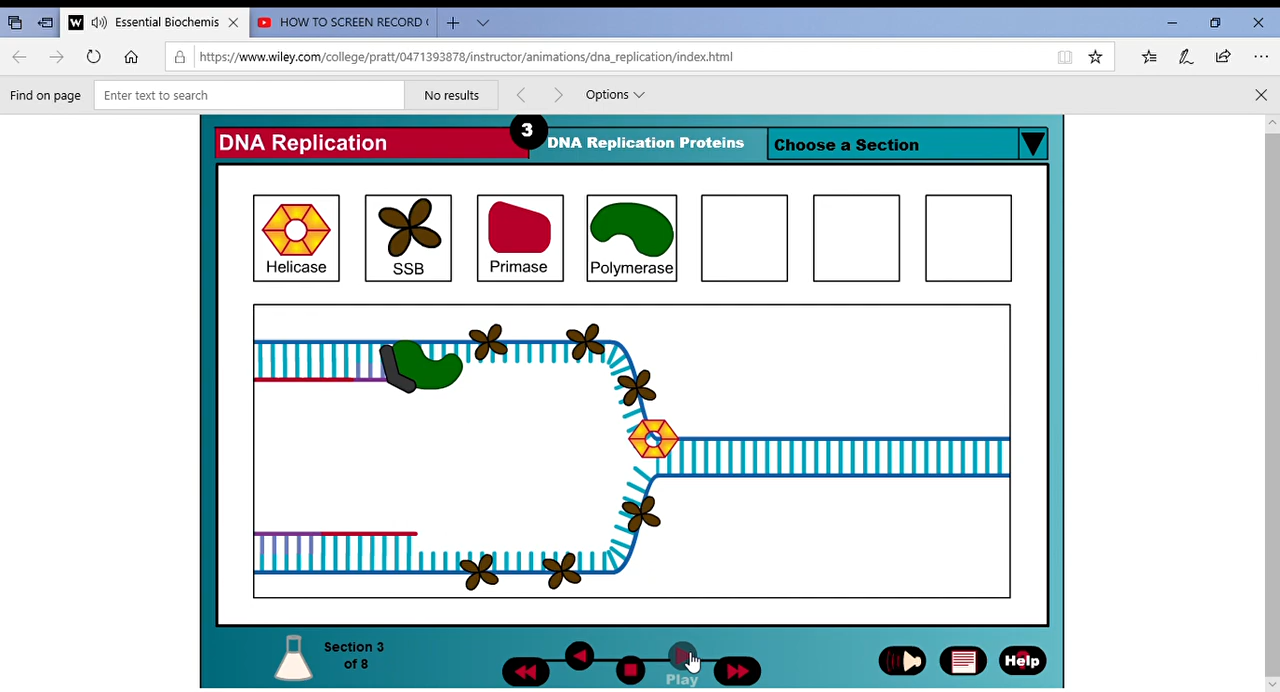 Essential Biochemis
HOW TO SCREEN RECORD
https://www.wiley.com/college/pratt/0471393878/instructor/animations/dna_replication/index.html
Find on page
Enter text to search
No results
Options
DNA Replication
3
DNA Replication Proteins
Choose a Section
Helicase
SSB
Primase
Polymerase
Section 3
of 8
Play
Help